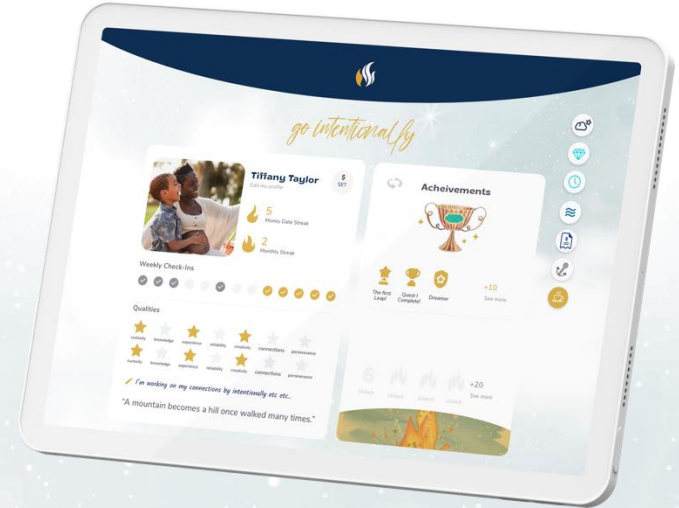 go intentionally
Tiffany Taylor
Edit my profile
$
SET
5
Money Date Streak
2
Monthly Streak
Weekly Check-Ins
Qualities
curiosity knowledge experience reliability creativity connections perseverance
curiosity knowledge experience reliability creativity connections perseverance
I'm working on my connections by intentionally etc etc..
"A mountain becomes a hill once walked many times."
Acheivements
The first Leap!
Quest 1 Complete!
Dreamer
+10
See more
6
+20
See more